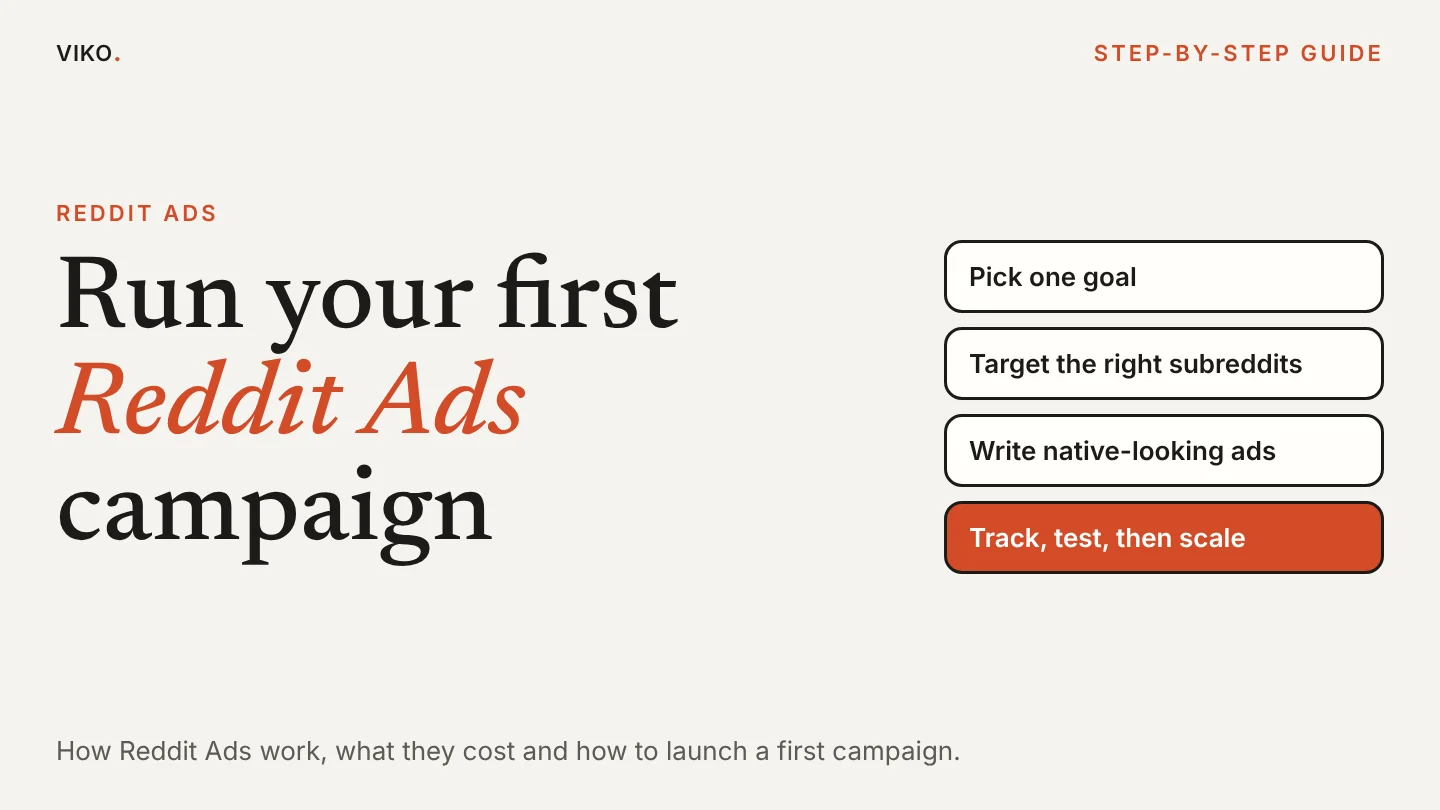 VIKO.
STEP-BY-STEP GUIDE
REDDIT ADS
Run your first
Reddit Ads
campaign
Pick one goal
Target the right subreddits
Write native-looking ads
Track, test, then scale
How Reddit Ads work, what they cost and how to launch a first campaign.